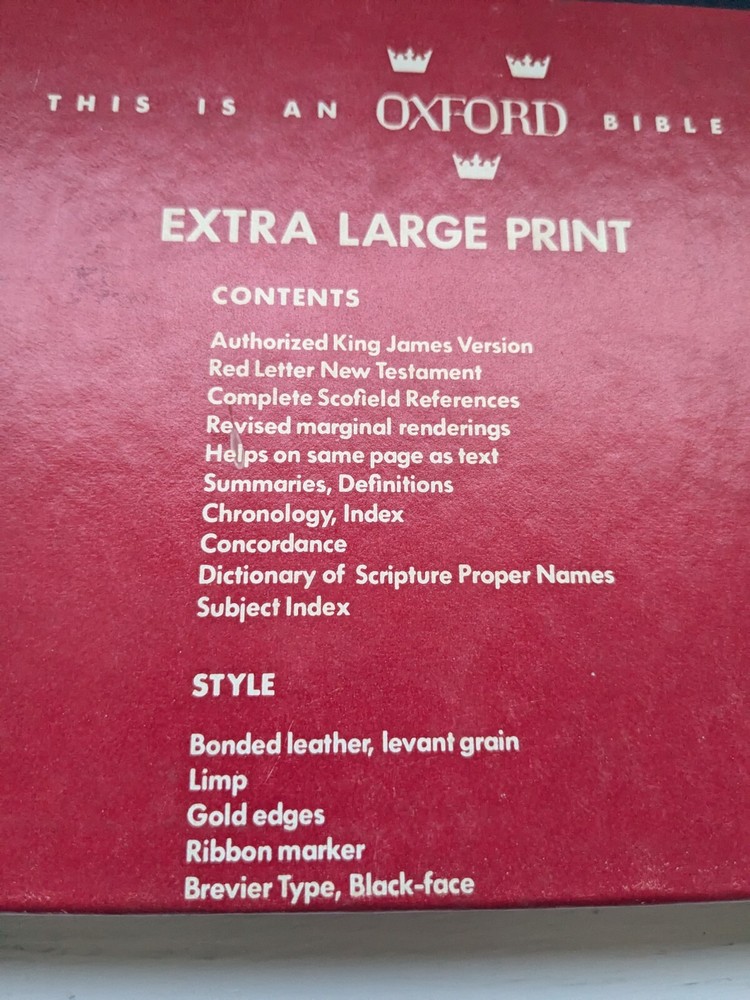 THIS IS AN OXFORD BIBLE
EXTRA LARGE PRINT
CONTENTS
Authorized King James Version
Red Letter New Testament
Complete Scofield References
Revised marginal renderings
Helps on same page as text
Summaries, Definitions
Chronology, Index
Concordance
Dictionary of Scripture Proper Names
Subject Index
STYLE
Bonded leather, levant grain
Limp
Gold edges
Ribbon marker
Brevier Type, Black-face